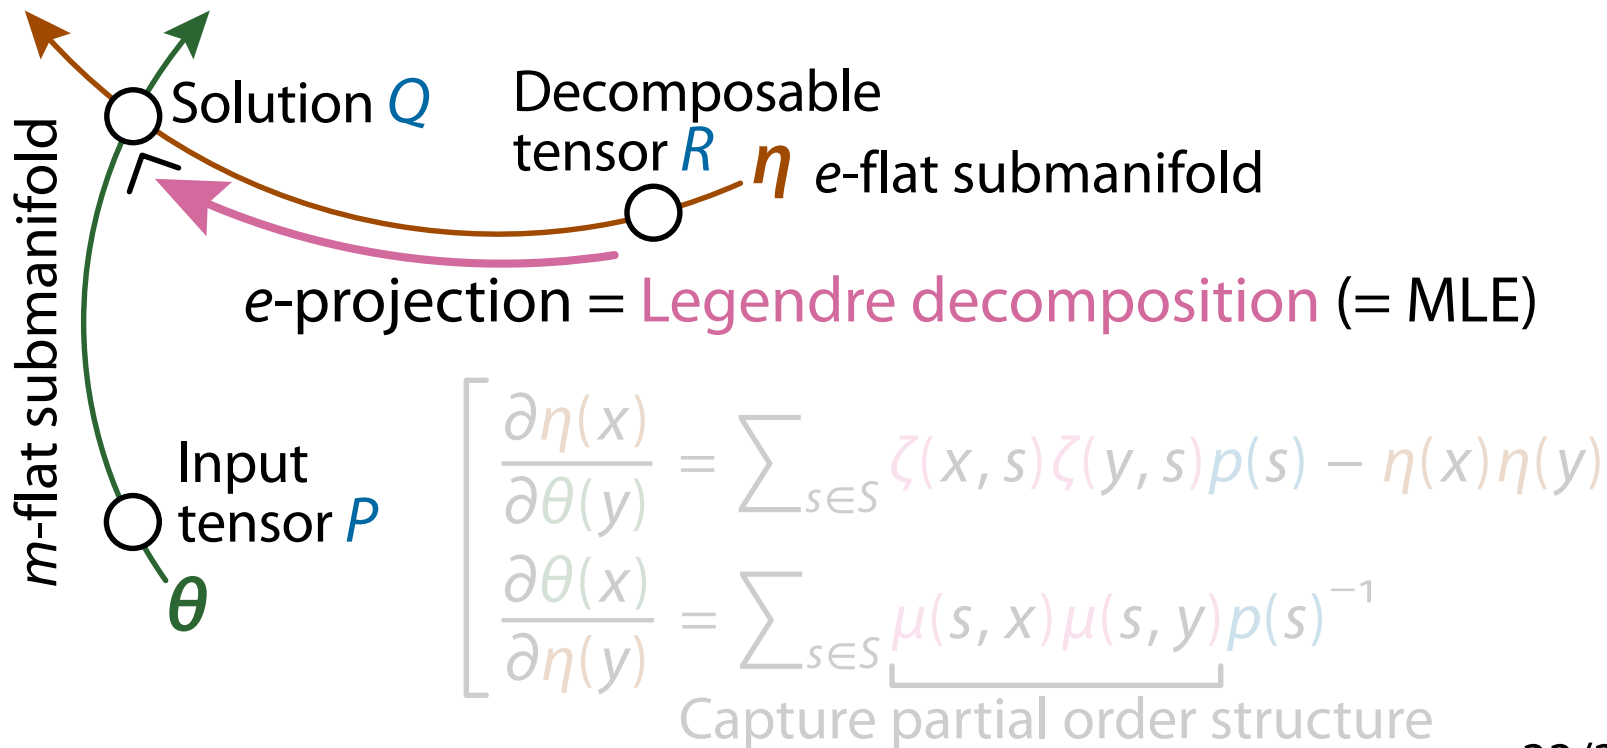 m-flat submanifold
Solution Q
Decomposable
tensor R
η e-flat submanifold
e-projection = Legendre decomposition (= MLE)
Input
tensor P
θ
∂η(x)/∂θ(y) = ∑_{s∈S} ζ(x, s)ζ(y, s)p(s) − η(x)η(y)
∂θ(x)/∂η(y) = ∑_{s∈S} μ(s, x)μ(s, y)p(s)⁻¹
Capture partial order structure